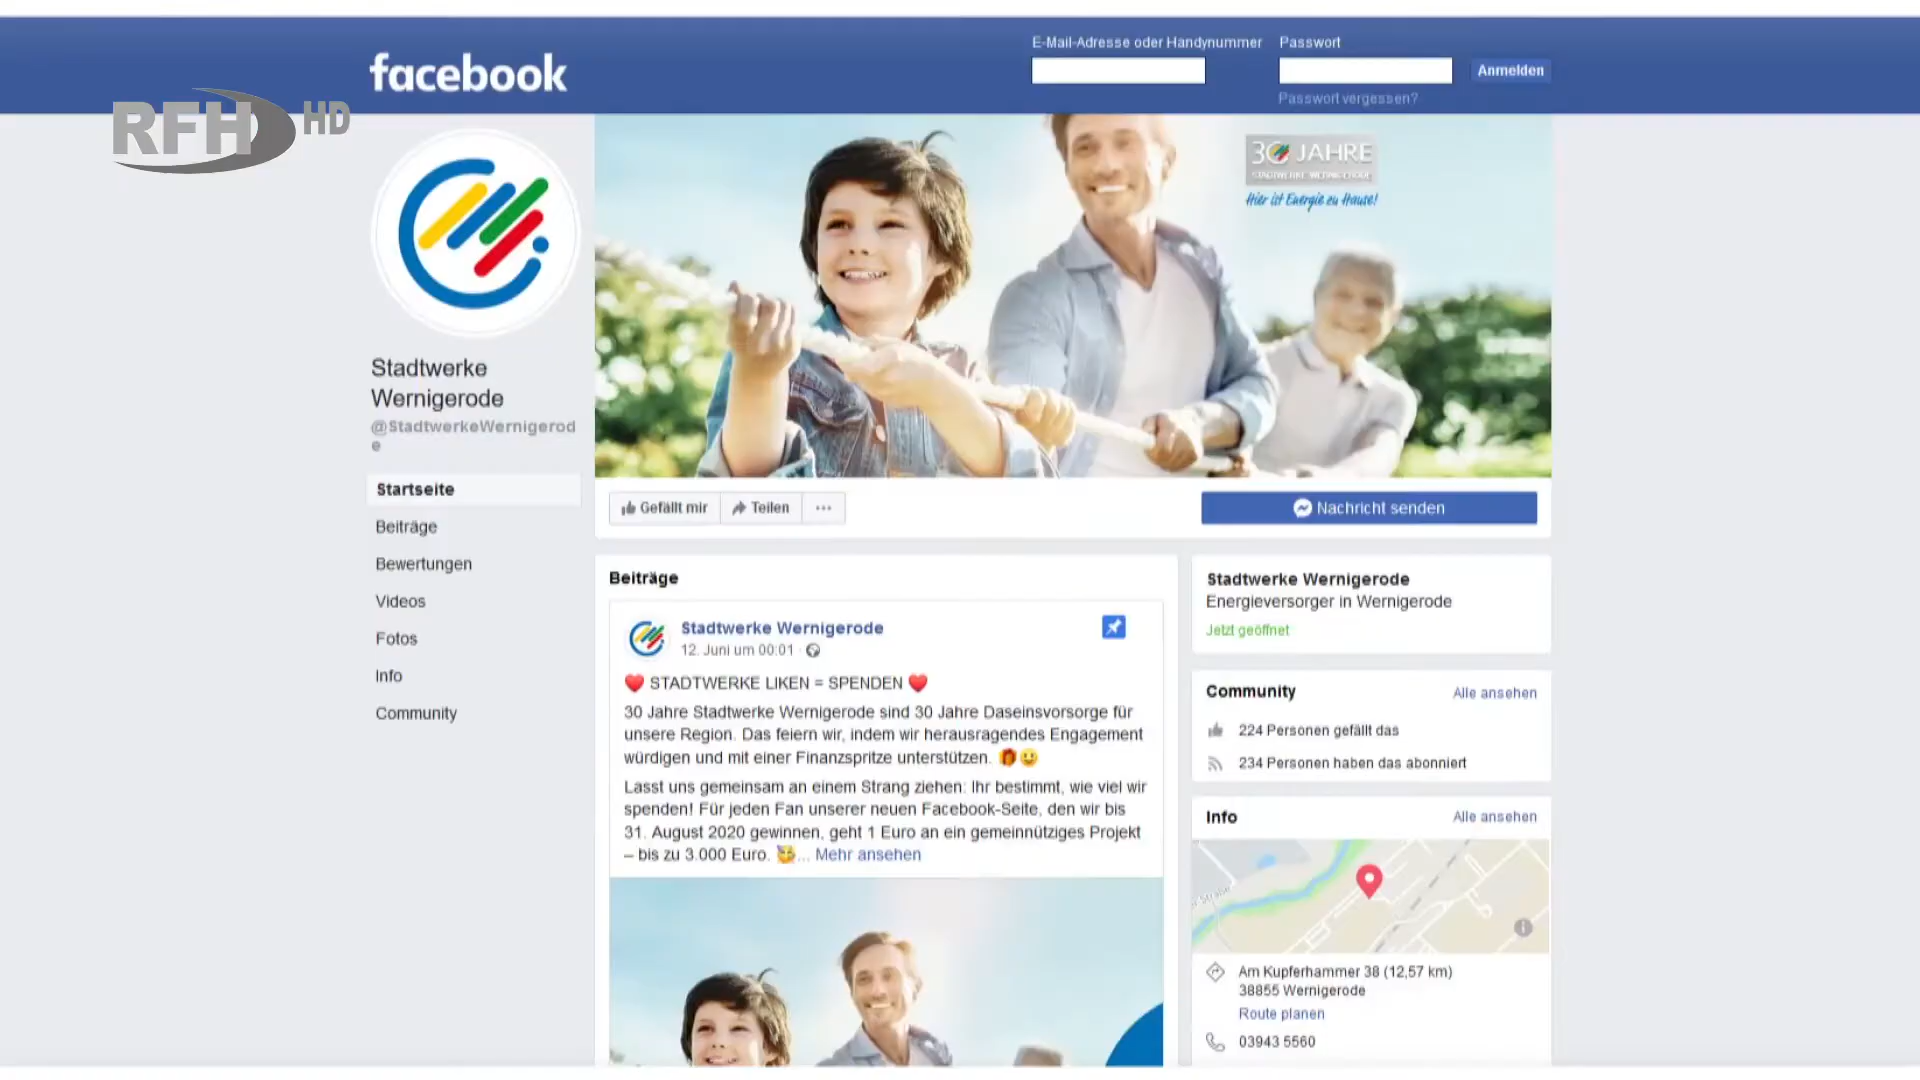 facebook
E-Mail-Adresse oder Handynummer
Passwort
Anmelden
Passwort vergessen?
RFH HD
30 JAHRE
STADTWERKE WERNIGERODE
Hier ist Energie zu Hause!
Stadtwerke
Wernigerode
@StadtwerkeWernigerod
e
Startseite
Beiträge
Bewertungen
Videos
Fotos
Info
Community
Gefällt mir
Teilen
...
Nachricht senden
Beiträge
Stadtwerke Wernigerode
12. Juni um 00:01 ·
❤️ STADTWERKE LIKEN = SPENDEN ❤️
30 Jahre Stadtwerke Wernigerode sind 30 Jahre Daseinsvorsorge für
unsere Region. Das feiern wir, indem wir herausragendes Engagement
würdigen und mit einer Finanzspritze unterstützen. 🎁😃
Lasst uns gemeinsam an einem Strang ziehen: Ihr bestimmt, wie viel wir
spenden! Für jeden Fan unserer neuen Facebook-Seite, den wir bis
31. August 2020 gewinnen, geht 1 Euro an ein gemeinnütziges Projekt
– bis zu 3.000 Euro. 🥰... Mehr ansehen
Stadtwerke Wernigerode
Energieversorger in Wernigerode
Jetzt geöffnet
Community
Alle ansehen
224 Personen gefällt das
234 Personen haben das abonniert
Info
Alle ansehen
Am Kupferhammer 38 (12,57 km)
38855 Wernigerode
Route planen
03943 5560